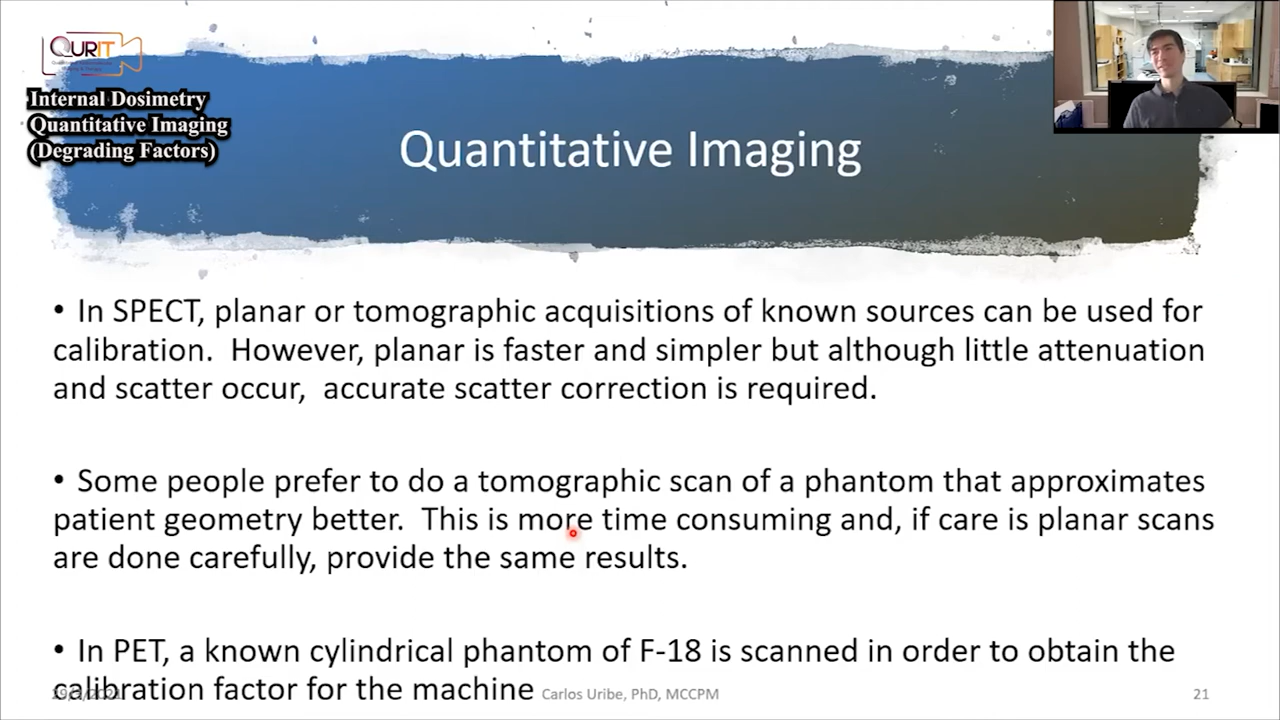 QURIT
Internal Dosimetry
Quantitative Imaging
(Degrading Factors)
Quantitative Imaging
• In SPECT, planar or tomographic acquisitions of known sources can be used for
calibration.  However, planar is faster and simpler but although little attenuation
and scatter occur,  accurate scatter correction is required.
• Some people prefer to do a tomographic scan of a phantom that approximates
patient geometry better.  This is more time consuming and, if care is planar scans
are done carefully, provide the same results.
• In PET, a known cylindrical phantom of F-18 is scanned in order to obtain the
calibration factor for the machine
Carlos Uribe, PhD, MCCPM
21